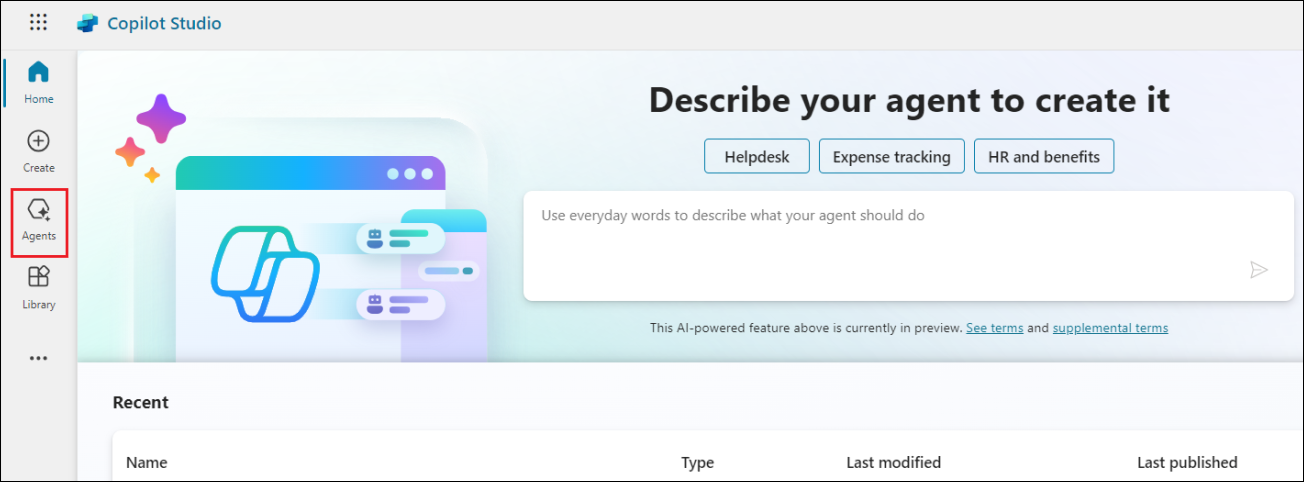 Copilot Studio
Home
Create
Agents
Library
Describe your agent to create it
Helpdesk
Expense tracking
HR and benefits
Use everyday words to describe what your agent should do
This AI-powered feature above is currently in preview. See terms and supplemental terms
Recent
Name Type Last modified Last published